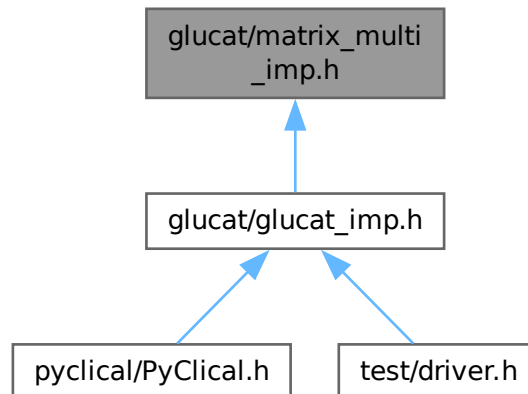 glucat/matrix_multi
_imp.h
glucat/glucat_imp.h
pyclical/PyClical.h
test/driver.h